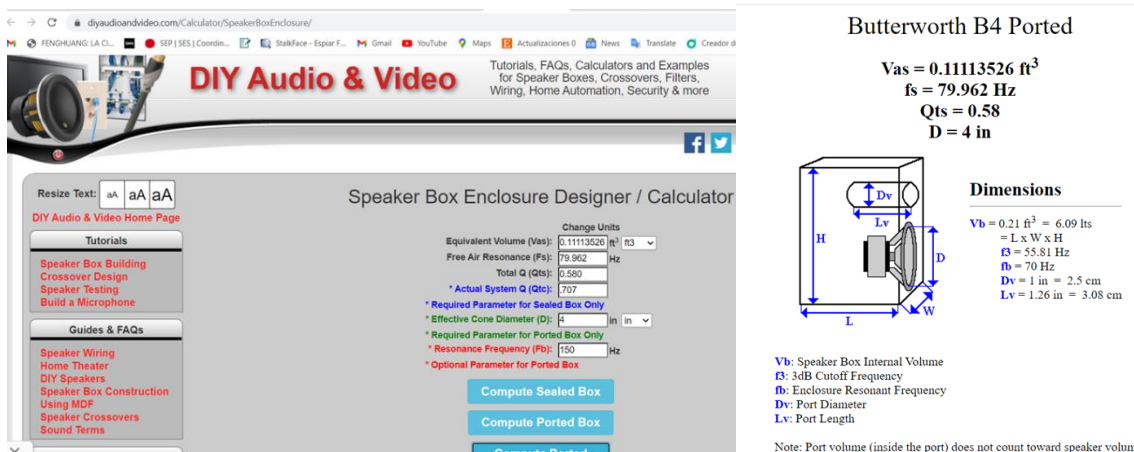 diyaudioandvideo.com/Calculator/SpeakerBoxEnclosure/
FENGHUANG: LA CI... SEP | SES | Coordin... StalkFace - Espiar F... Gmail YouTube Maps Actualizaciones 0 News Translate Creador d
DIY Audio & Video
Tutorials, FAQs, Calculators and Examples
for Speaker Boxes, Crossovers, Filters,
Wiring, Home Automation, Security & more
Resize Text: aA aA aA
DIY Audio & Video Home Page
Tutorials
Speaker Box Building
Crossover Design
Speaker Testing
Build a Microphone
Guides & FAQs
Speaker Wiring
Home Theater
DIY Speakers
Speaker Box Construction
Using MDF
Speaker Crossovers
Sound Terms
Speaker Box Enclosure Designer / Calculator
Change Units
Equivalent Volume (Vas): 0.11113526 ft3 ft3
Free Air Resonance (Fs): 79.962 Hz
Total Q (Qts): 0.580
* Actual System Q (Qtc): .707
* Required Parameter for Sealed Box Only
* Effective Cone Diameter (D): 4 in in
* Required Parameter for Ported Box Only
* Resonance Frequency (Fb): 150 Hz
* Optional Parameter for Ported Box
Compute Sealed Box
Compute Ported Box
Compute Ported
Butterworth B4 Ported
Vas = 0.11113526 ft3
fs = 79.962 Hz
Qts = 0.58
D = 4 in
Dv
Lv
H
D
W
L
Dimensions
Vb = 0.21 ft3 = 6.09 lts
= L x W x H
f3 = 55.81 Hz
fb = 70 Hz
Dv = 1 in = 2.5 cm
Lv = 1.26 in = 3.08 cm
Vb: Speaker Box Internal Volume
f3: 3dB Cutoff Frequency
fb: Enclosure Resonant Frequency
Dv: Port Diameter
Lv: Port Length
Note: Port volume (inside the port) does not count toward speaker volum